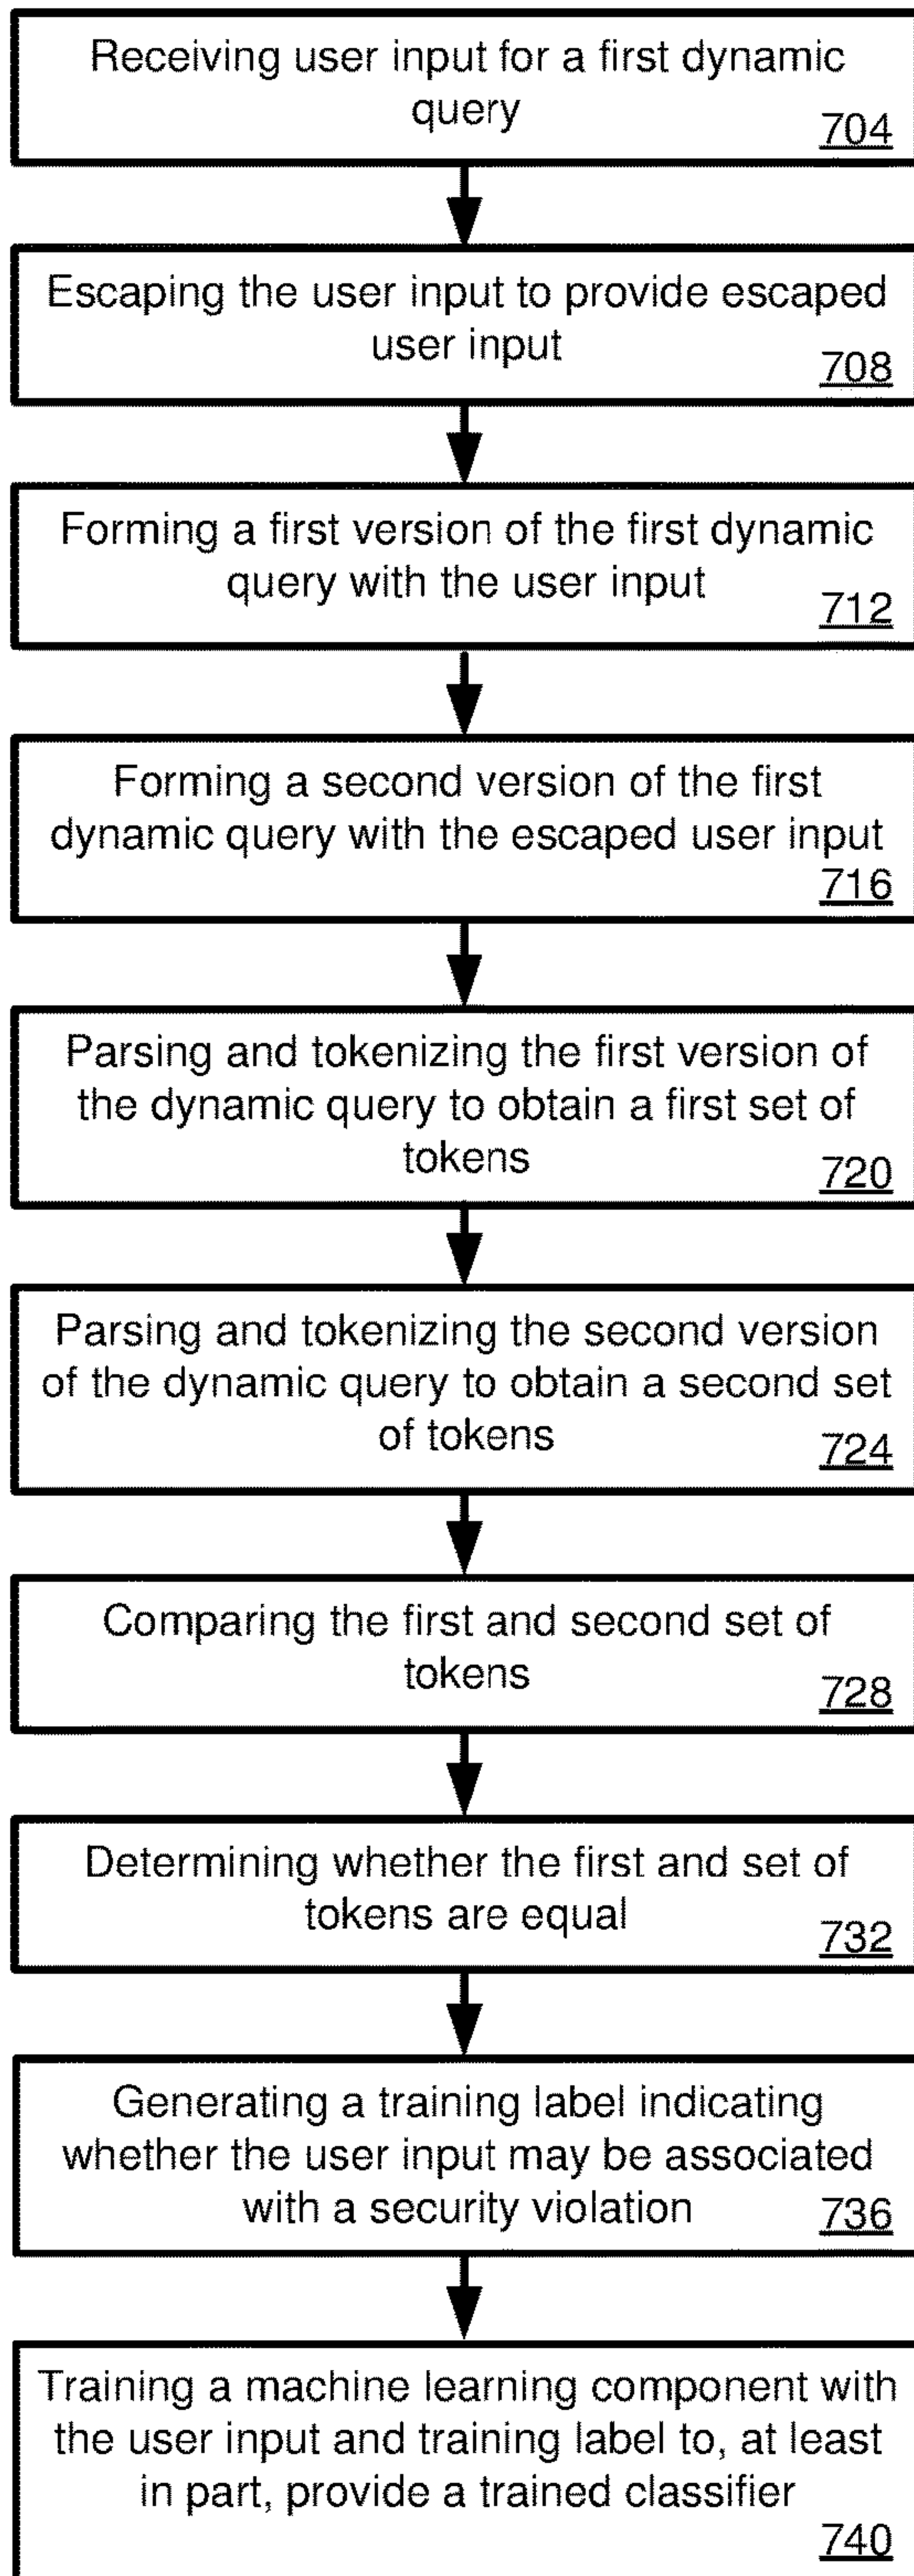 Receiving user input for a first dynamic
query
704
Escaping the user input to provide escaped
user input
708
Forming a first version of the first dynamic
query with the user input
712
Forming a second version of the first
dynamic query with the escaped user input
716
Parsing and tokenizing the first version of
the dynamic query to obtain a first set of
tokens
720
Parsing and tokenizing the second version
of the dynamic query to obtain a second set
of tokens
724
Comparing the first and second set of
tokens
728
Determining whether the first and set of
tokens are equal
732
Generating a training label indicating
whether the user input may be associated
with a security violation
736
Training a machine learning component with
the user input and training label to, at least
in part, provide a trained classifier
740